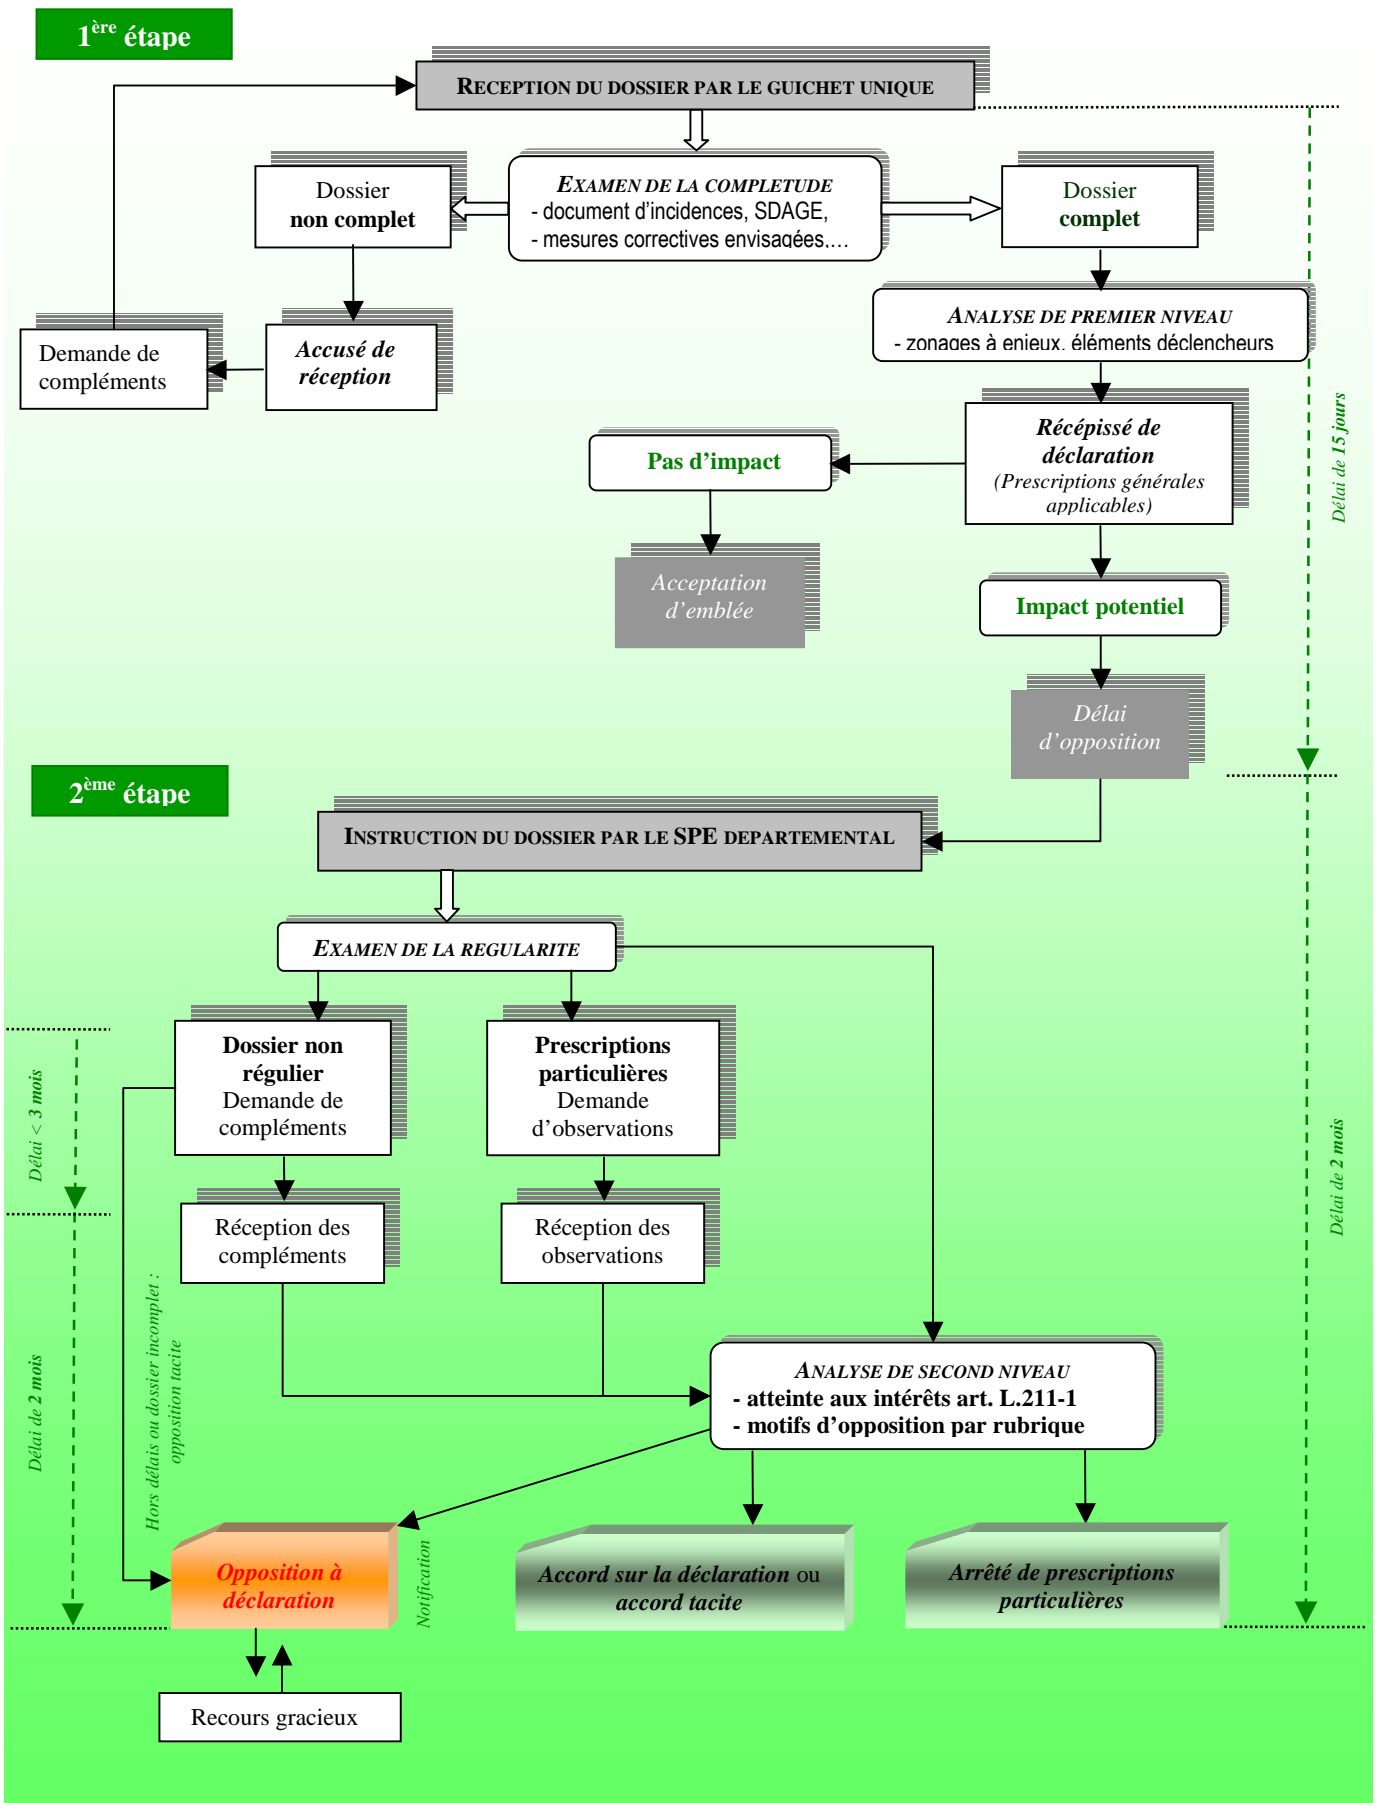 1ère étape
RECEPTION DU DOSSIER PAR LE GUICHET UNIQUE
Dossier
non complet
EXAMEN DE LA COMPLETUDE
- document d’incidences, SDAGE,
- mesures correctives envisagées,…
Dossier
complet
ANALYSE DE PREMIER NIVEAU
- zonages à enjeux, éléments déclencheurs
Demande de
compléments
Accusé de
réception
Récépissé de
déclaration
(Prescriptions générales
applicables)
Pas d’impact
Délai de 15 jours
Acceptation
d’emblée
Impact potentiel
Délai
d’opposition
2ème étape
INSTRUCTION DU DOSSIER PAR LE SPE DEPARTEMENTAL
EXAMEN DE LA REGULARITE
Dossier non
régulier
Demande de
compléments
Prescriptions
particulières
Demande
d’observations
Délai < 3 mois
Délai de 2 mois
Réception des
compléments
Réception des
observations
Hors délais ou dossier incomplet :
opposition tacite
Délai de 2 mois
ANALYSE DE SECOND NIVEAU
- atteinte aux intérêts art. L.211-1
- motifs d’opposition par rubrique
Opposition à
déclaration
Notification
Accord sur la déclaration ou
accord tacite
Arrêté de prescriptions
particulières
Recours gracieux